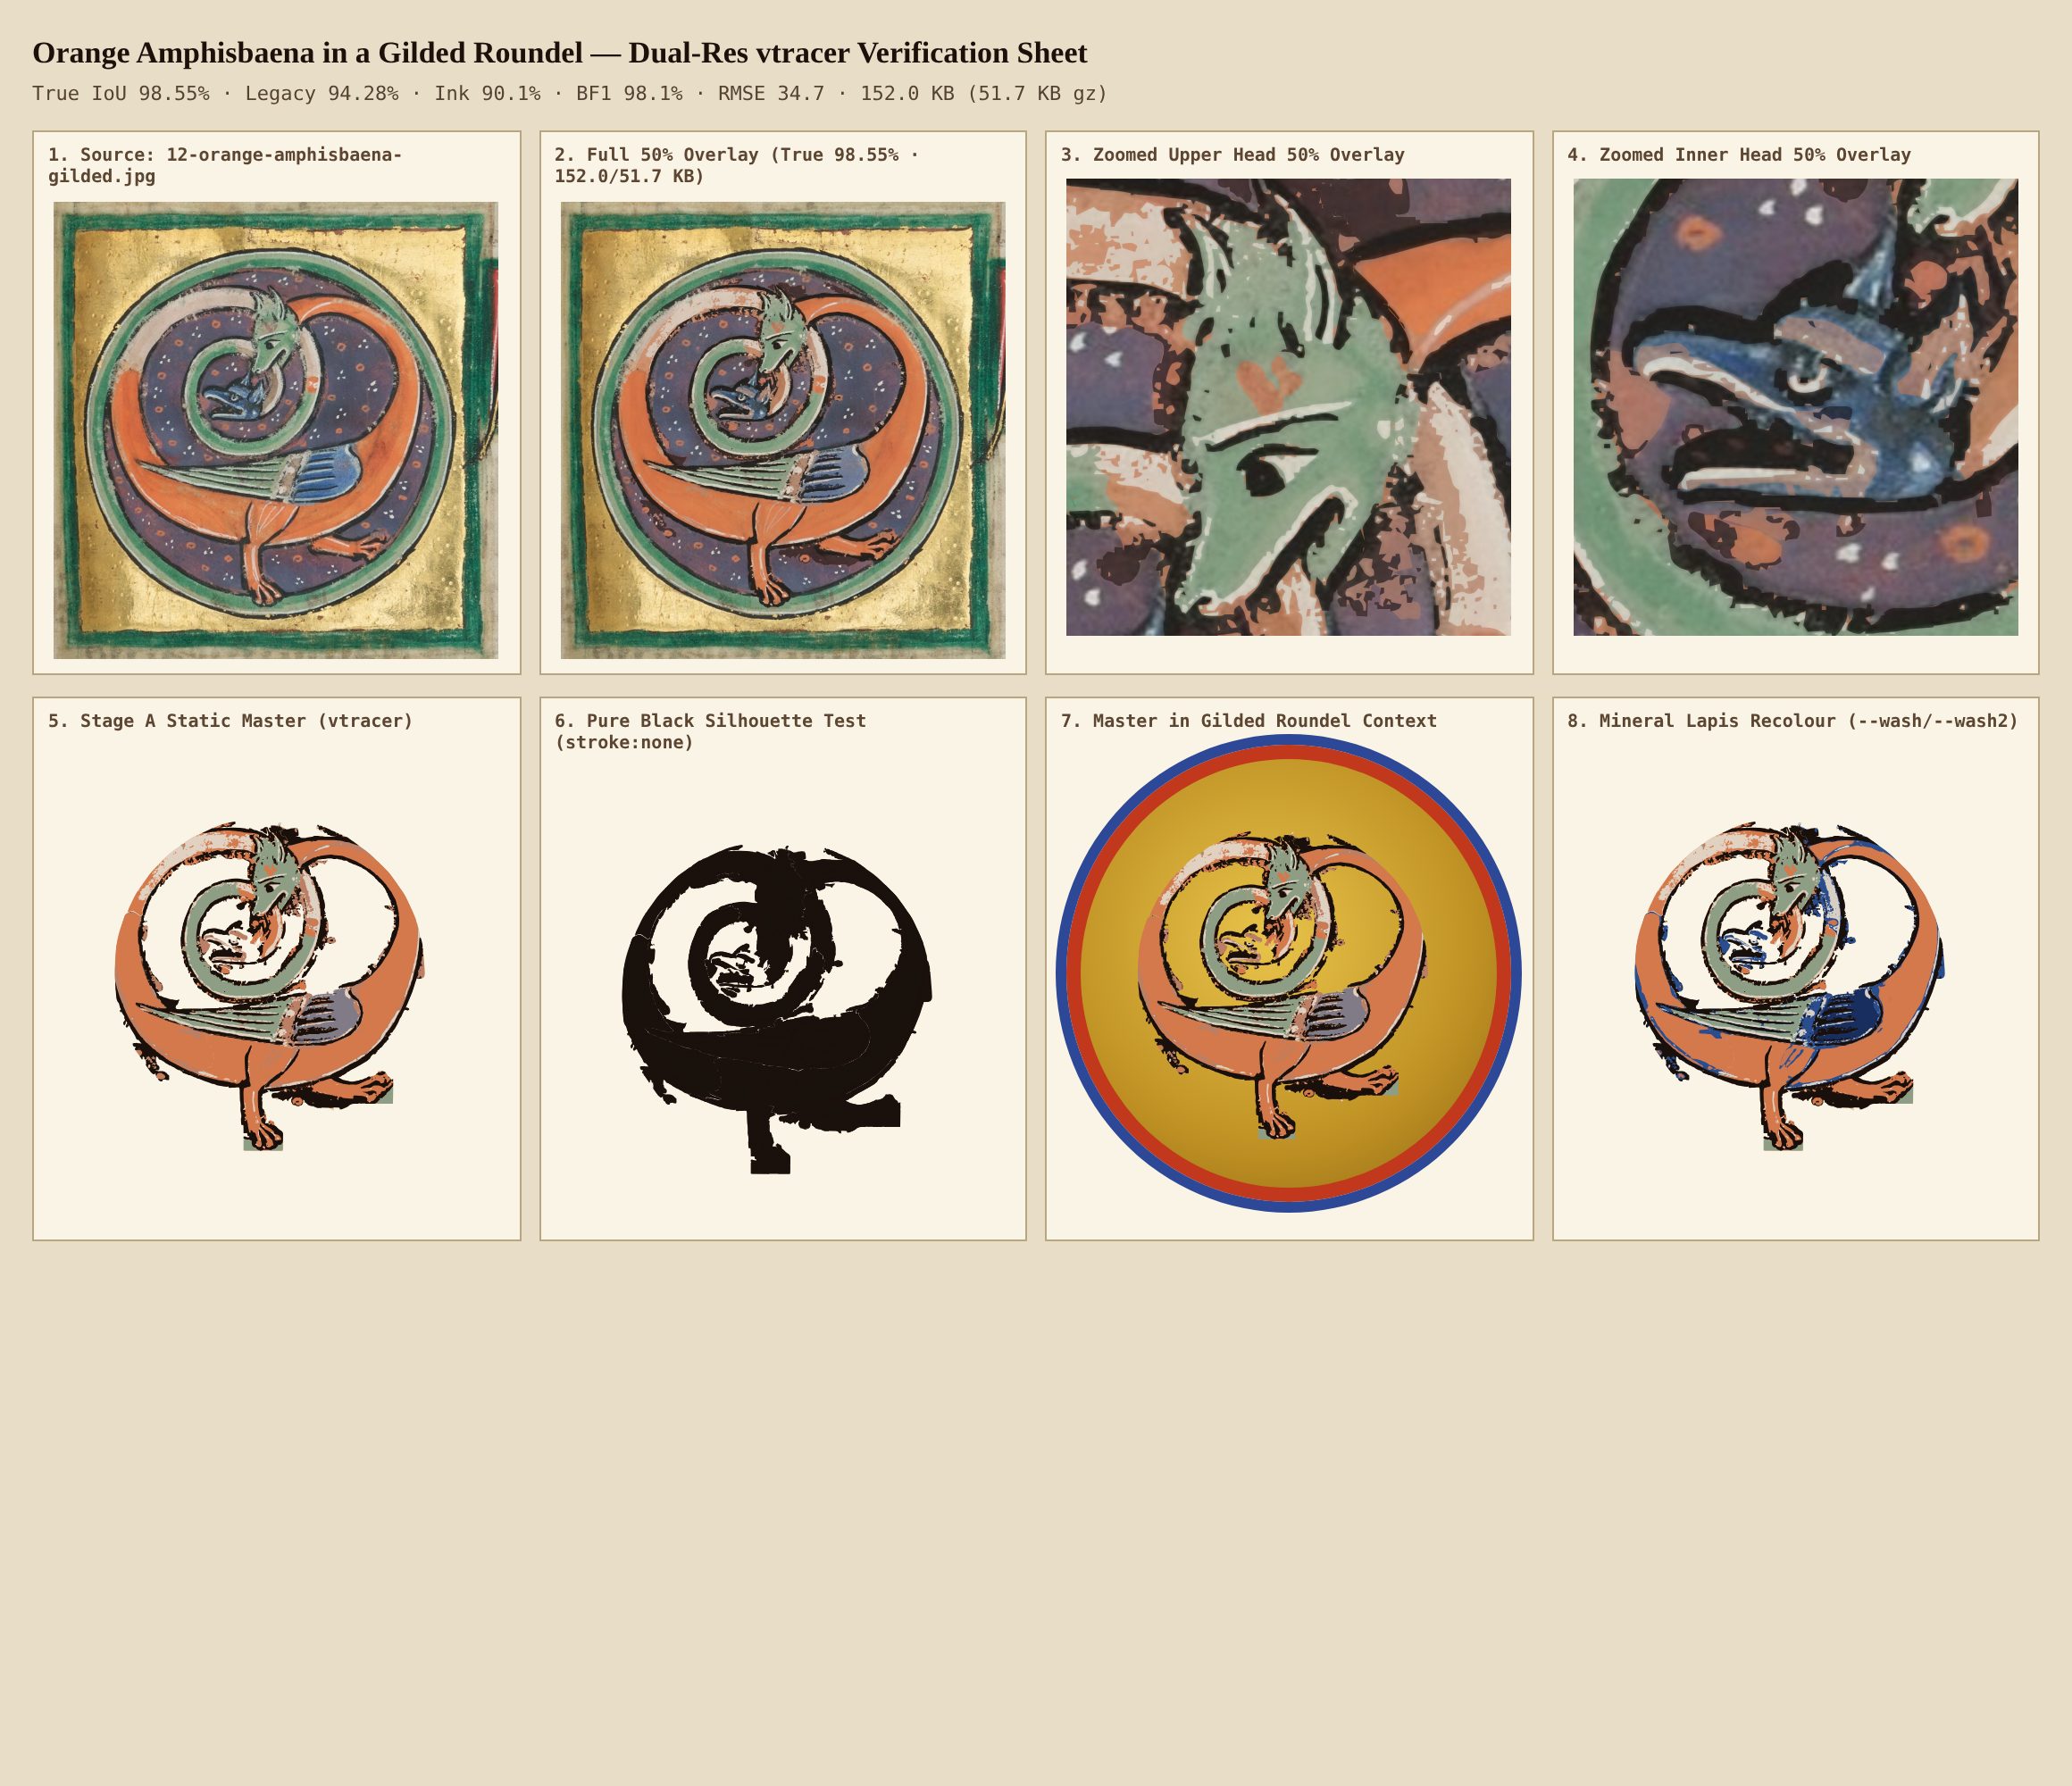 Orange Amphisbaena in a Gilded Roundel — Dual-Res vtracer Verification Sheet
True IoU 98.55% · Legacy 94.28% · Ink 90.1% · BF1 98.1% · RMSE 34.7 · 152.0 KB (51.7 KB gz)
1. Source: 12-orange-amphisbaena-
gilded.jpg
2. Full 50% Overlay (True 98.55% ·
152.0/51.7 KB)
3. Zoomed Upper Head 50% Overlay
4. Zoomed Inner Head 50% Overlay
5. Stage A Static Master (vtracer)
6. Pure Black Silhouette Test
(stroke:none)
7. Master in Gilded Roundel Context
8. Mineral Lapis Recolour (--wash/--wash2)